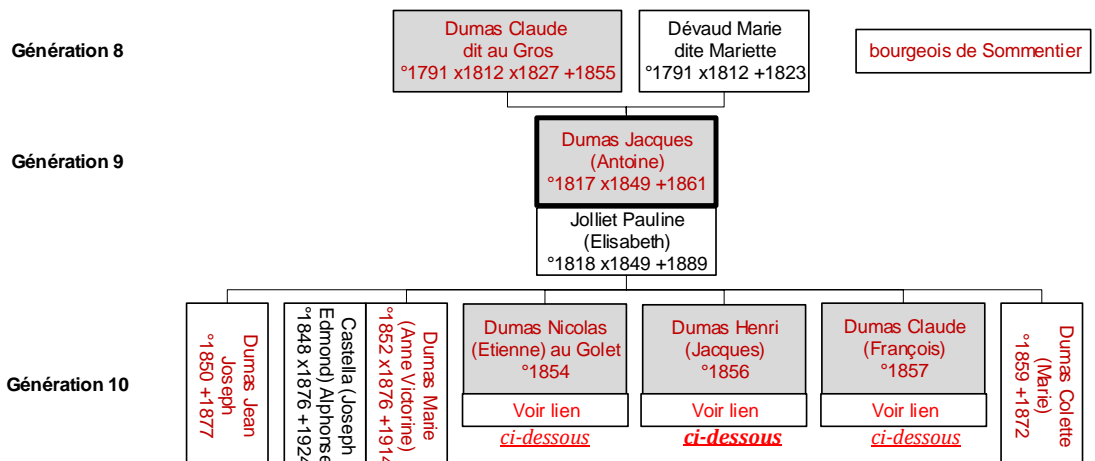 Génération 8
Dumas Claude
dit au Gros
°1791 x1812 x1827 +1855
Dévaud Marie
dite Mariette
°1791 x1812 +1823
bourgeois de Sommentier
Génération 9
Dumas Jacques
(Antoine)
°1817 x1849 +1861
Jolliet Pauline
(Elisabeth)
°1818 x1849 +1889
Génération 10
Dumas Jean
Joseph
°1850 +1877
Castella (Joseph
Edmond) Alphonse
°1848 x1876 +1924
Dumas Marie
(Anne Victorine)
°1852 x1876 +1914
Dumas Nicolas
(Etienne) au Golet
°1854
Voir lien
ci-dessous
Dumas Henri
(Jacques)
°1856
Voir lien
ci-dessous
Dumas Claude
(François)
°1857
Voir lien
ci-dessous
Dumas Colette
(Marie)
°1859 +1872